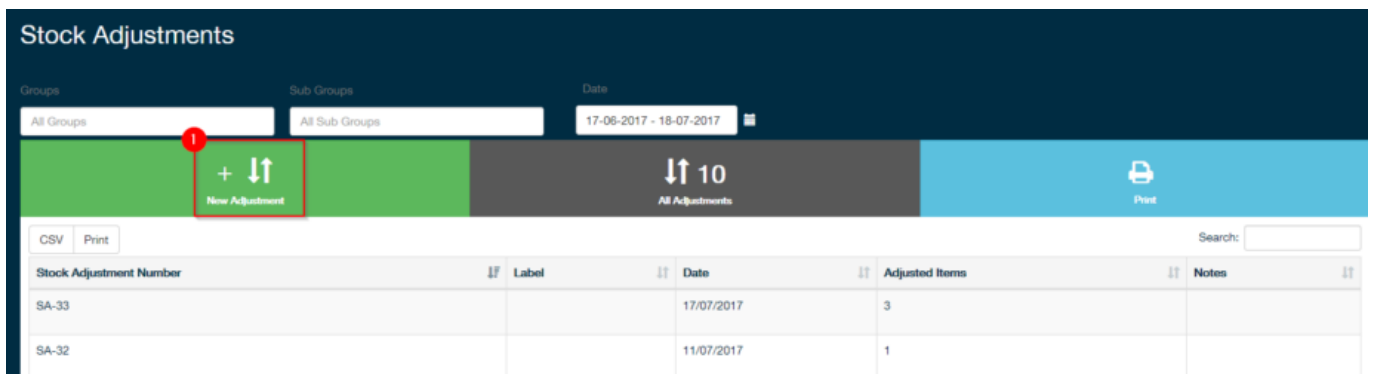 Stock Adjustments
Groups Sub Groups Date
All Groups All Sub Groups 17-06-2017 - 18-07-2017
1
+ 10
New Adjustment All Adjustments Print
CSV Print Search:
Stock Adjustment Number Label Date Adjusted Items Notes
SA-33 17/07/2017 3
SA-32 11/07/2017 1